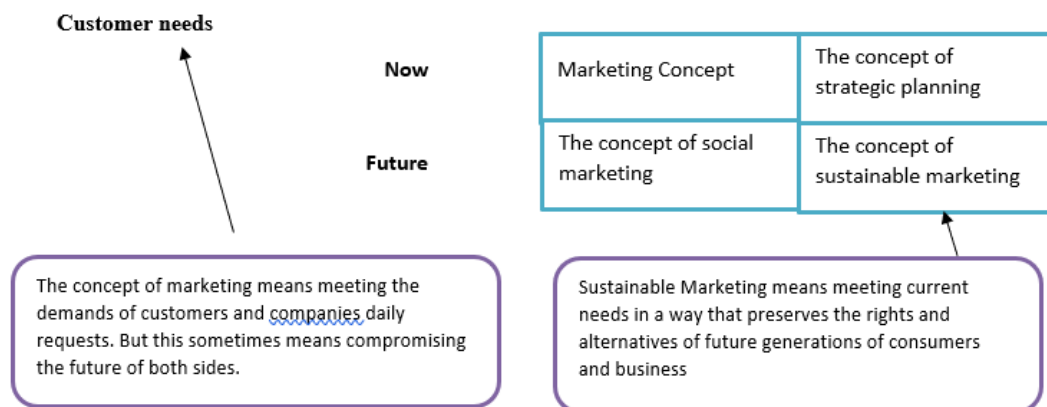 Customer needs
Now
Marketing Concept
The concept of
strategic planning
Future
The concept of social
marketing
The concept of
sustainable marketing
The concept of marketing means meeting the
demands of customers and companies daily
requests. But this sometimes means compromising
the future of both sides.
Sustainable Marketing means meeting current
needs in a way that preserves the rights and
alternatives of future generations of consumers
and business